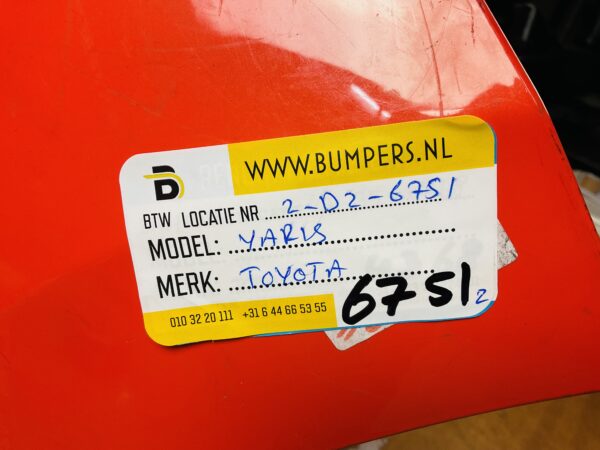 WWW.BUMPERS.NL
BTW LOCATIE NR 2-D2-6751
MODEL: YARIS
MERK: TOYOTA
010 32 20 111 +31 6 44 66 53 55
6751 2